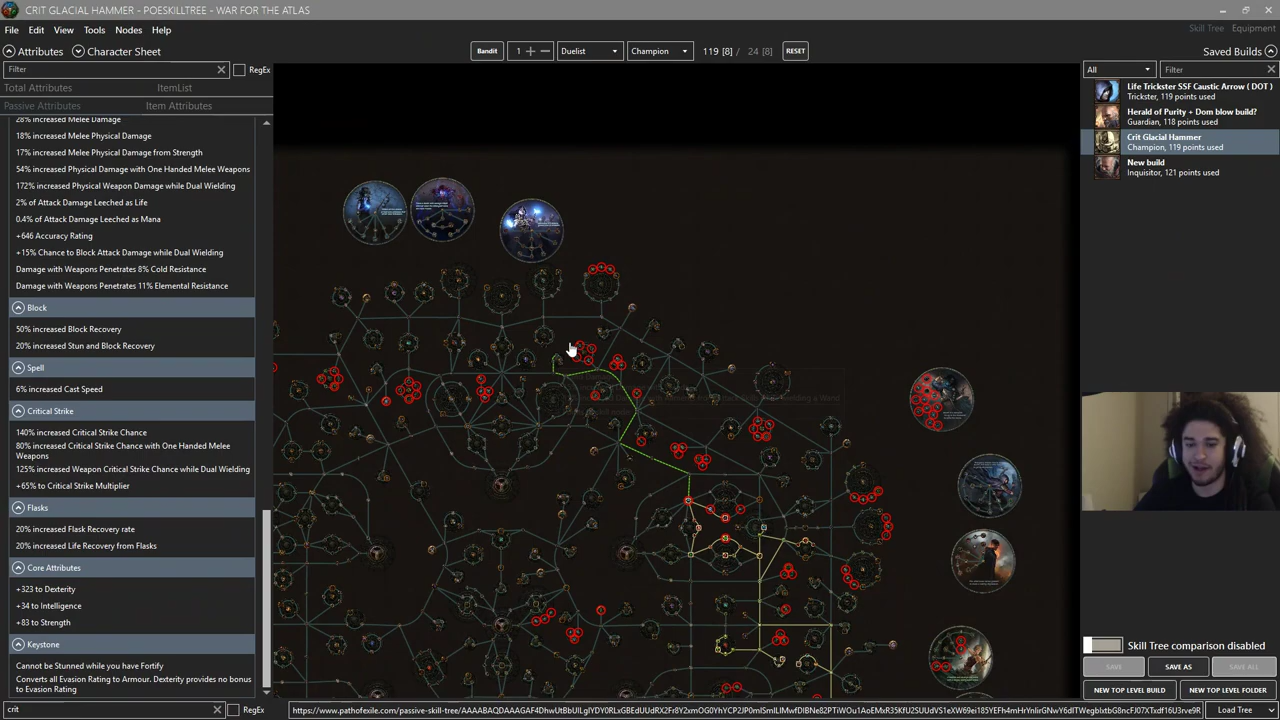 CRIT GLACIAL HAMMER - POESKILLTREE - WAR FOR THE ATLAS
File Edit View Tools Nodes Help
Skill Tree Equipment
Attributes Character Sheet
Bandit 1 Duelist Champion 119 [8] / 24 [8] RESET
Saved Builds
Filter RegEx
All Filter
Total Attributes ItemList
Passive Attributes Item Attributes
28% increased Melee Damage
18% increased Melee Physical Damage
17% increased Melee Physical Damage from Strength
54% increased Physical Damage with One Handed Melee Weapons
172% increased Physical Weapon Damage while Dual Wielding
2% of Attack Damage Leeched as Life
0.4% of Attack Damage Leeched as Mana
+646 Accuracy Rating
+15% Chance to Block Attack Damage while Dual Wielding
Damage with Weapons Penetrates 8% Cold Resistance
Damage with Weapons Penetrates 11% Elemental Resistance
Block
50% increased Block Recovery
20% increased Stun and Block Recovery
Spell
6% increased Cast Speed
Critical Strike
140% increased Critical Strike Chance
80% increased Critical Strike Chance with One Handed Melee
Weapons
125% increased Weapon Critical Strike Chance while Dual Wielding
+65% to Critical Strike Multiplier
Flasks
20% increased Flask Recovery rate
20% increased Life Recovery from Flasks
Core Attributes
+323 to Dexterity
+34 to Intelligence
+83 to Strength
Keystone
Cannot be Stunned while you have Fortify
Converts all Evasion Rating to Armour. Dexterity provides no bonus
to Evasion Rating
crit RegEx
Life Trickster SSF Caustic Arrow ( DOT )
Trickster, 119 points used
Herald of Purity + Dom blow build?
Guardian, 118 points used
Crit Glacial Hammer
Champion, 119 points used
New build
Inquisitor, 121 points used
Skill Tree comparison disabled
SAVE SAVE AS SAVE ALL
NEW TOP LEVEL BUILD NEW TOP LEVEL FOLDER
Load Tree